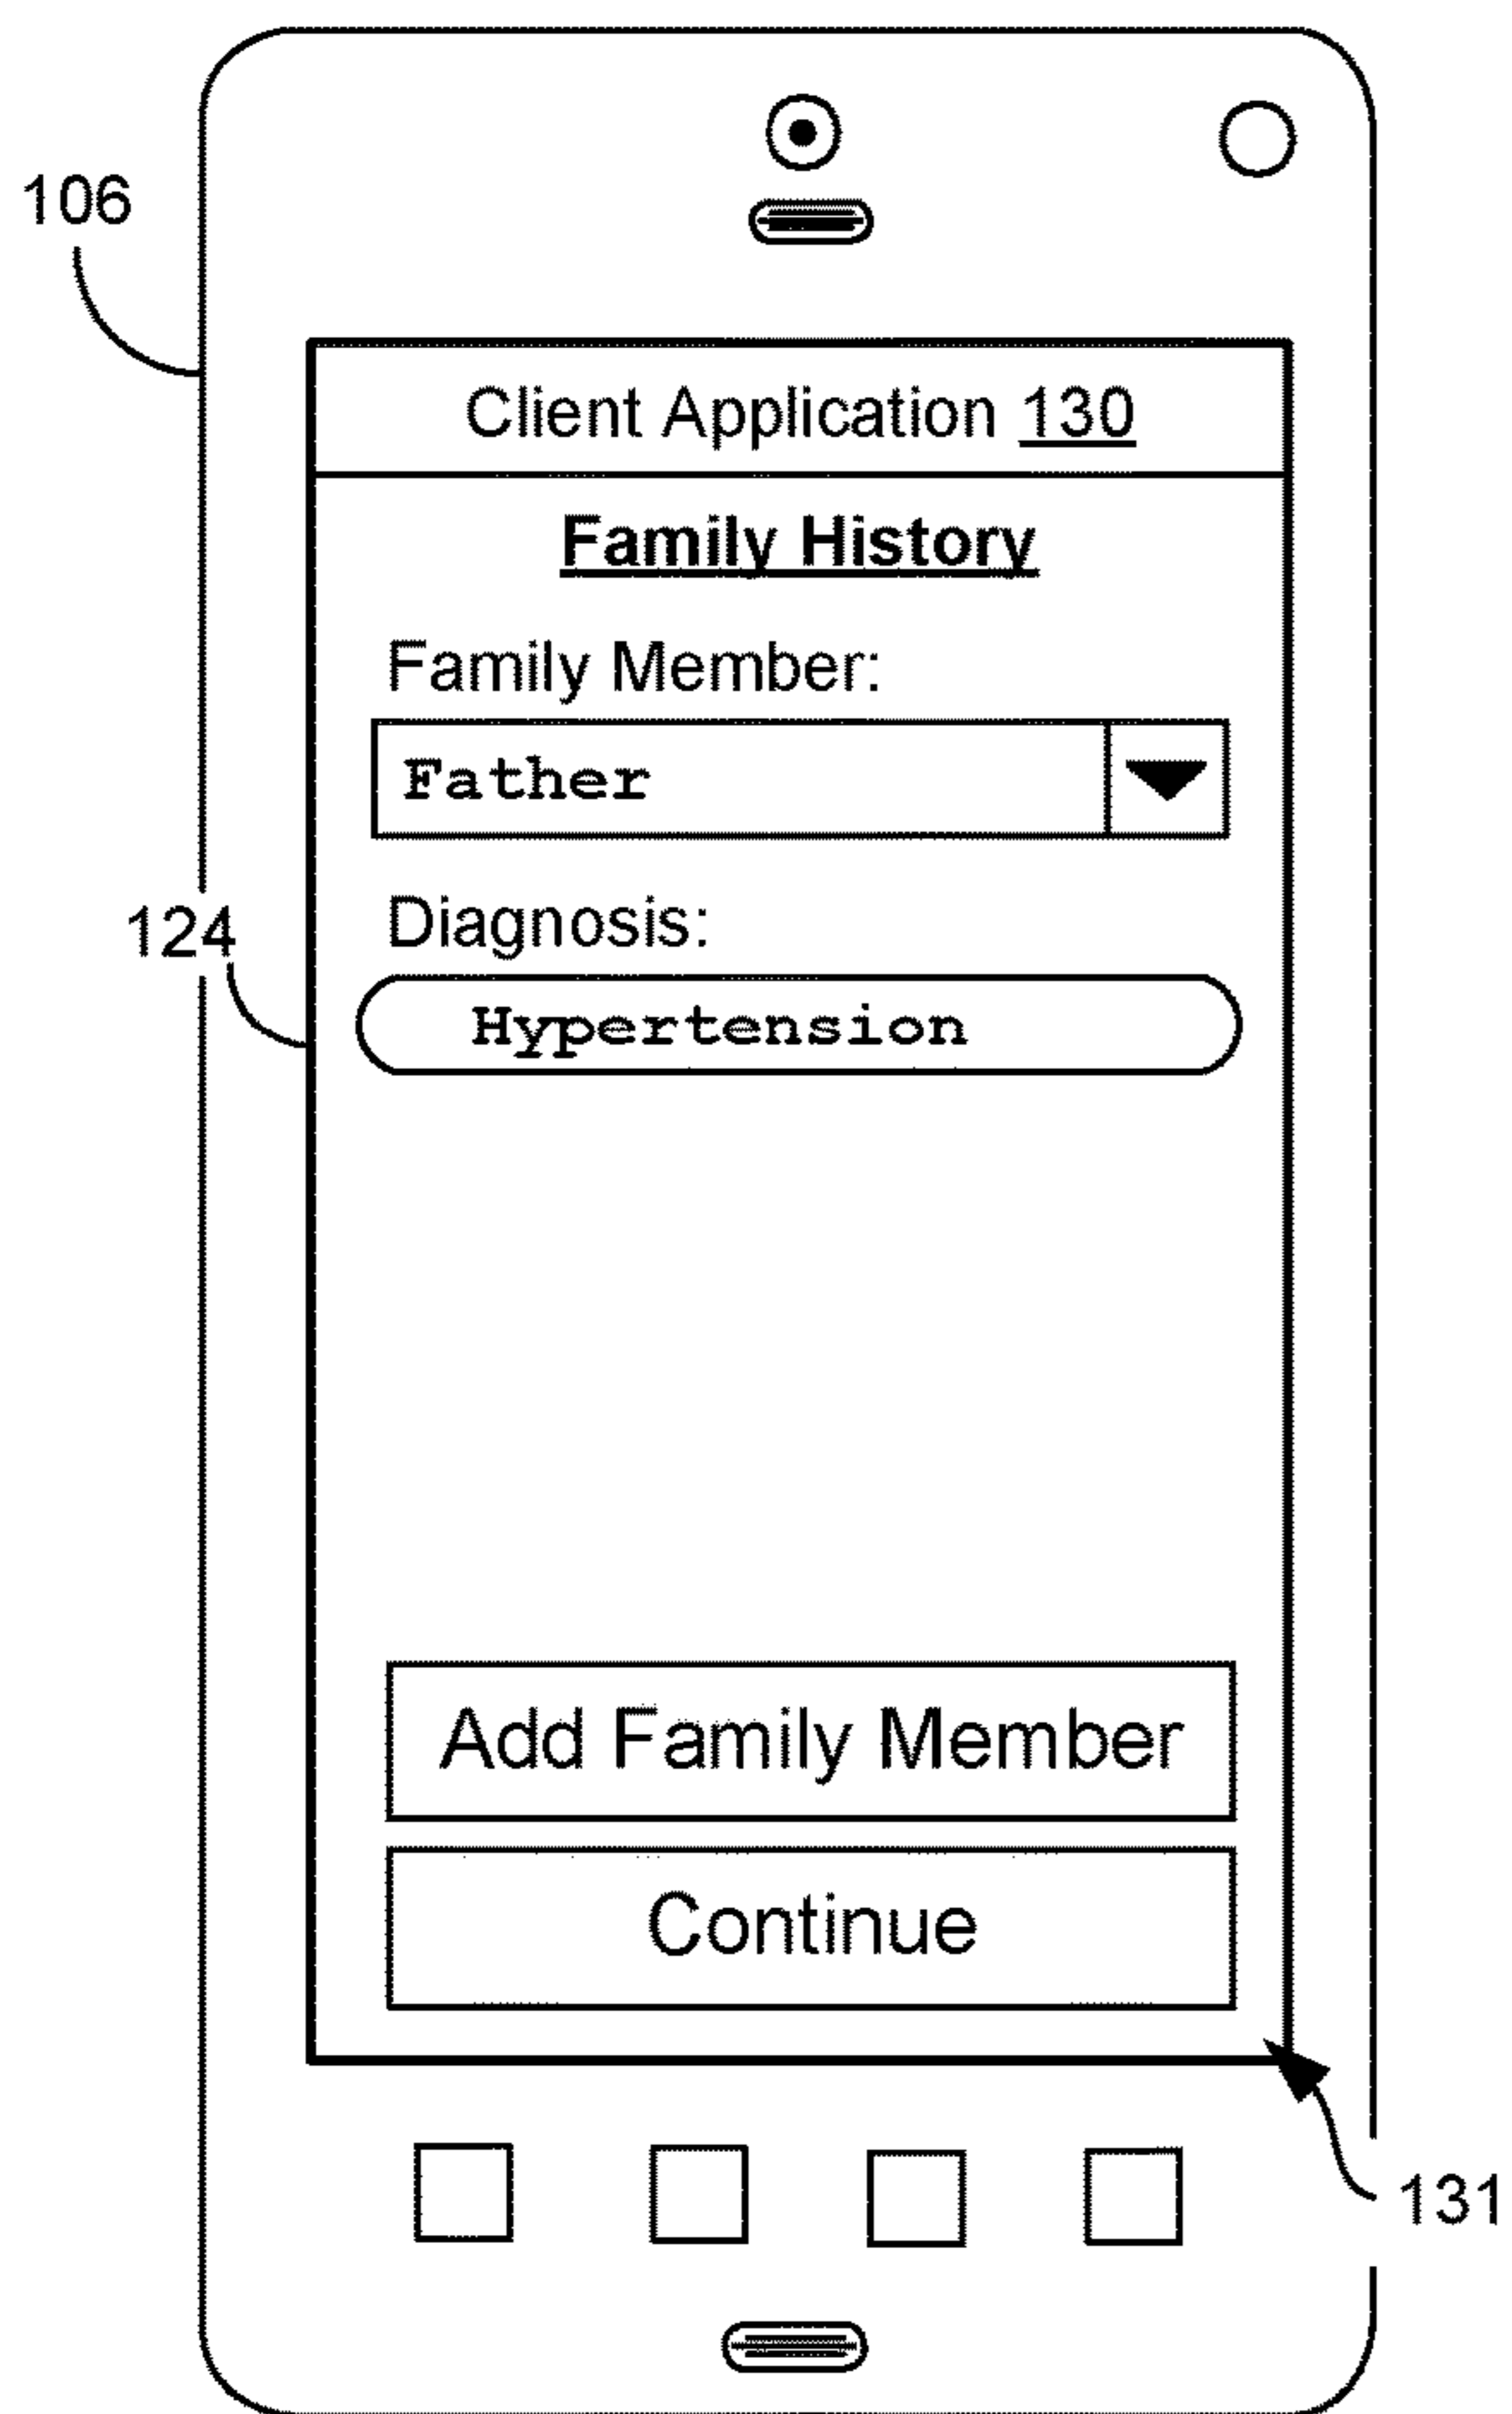 106
Client Application 130
Family History
Family Member:
Father
124
Diagnosis:
Hypertension
Add Family Member
Continue
131